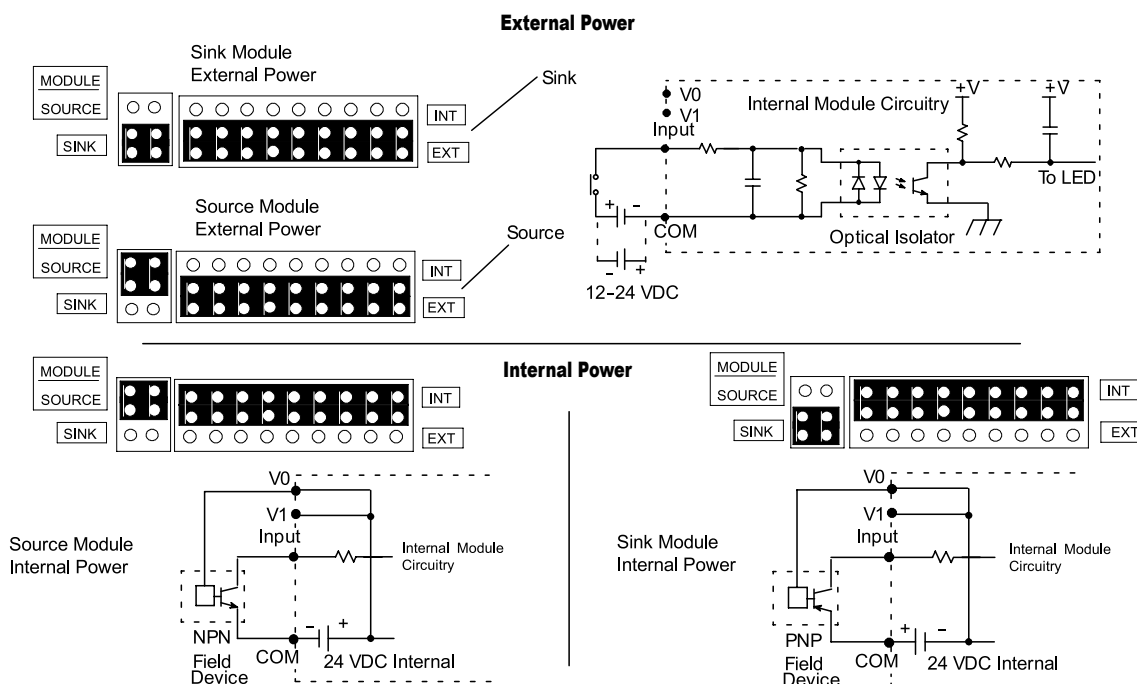 External Power
Sink Module
External Power
MODULE
SOURCE
SINK
INT
EXT
Sink
Source Module
External Power
MODULE
SOURCE
SINK
INT
EXT
Source
V0
V1
Input
Internal Module Circuitry
+V
+V
To LED
+ -
COM
Optical Isolator
- +
12-24 VDC
Internal Power
MODULE
SOURCE
SINK
INT
EXT
V0
V1
Input
Source Module
Internal Power
Internal Module
Circuitry
NPN
Field
Device
COM
- +
24 VDC Internal
MODULE
SOURCE
SINK
INT
EXT
V0
V1
Input
Sink Module
Internal Power
Internal Module
Circuitry
PNP
Field
Device
COM
+ -
24 VDC Internal